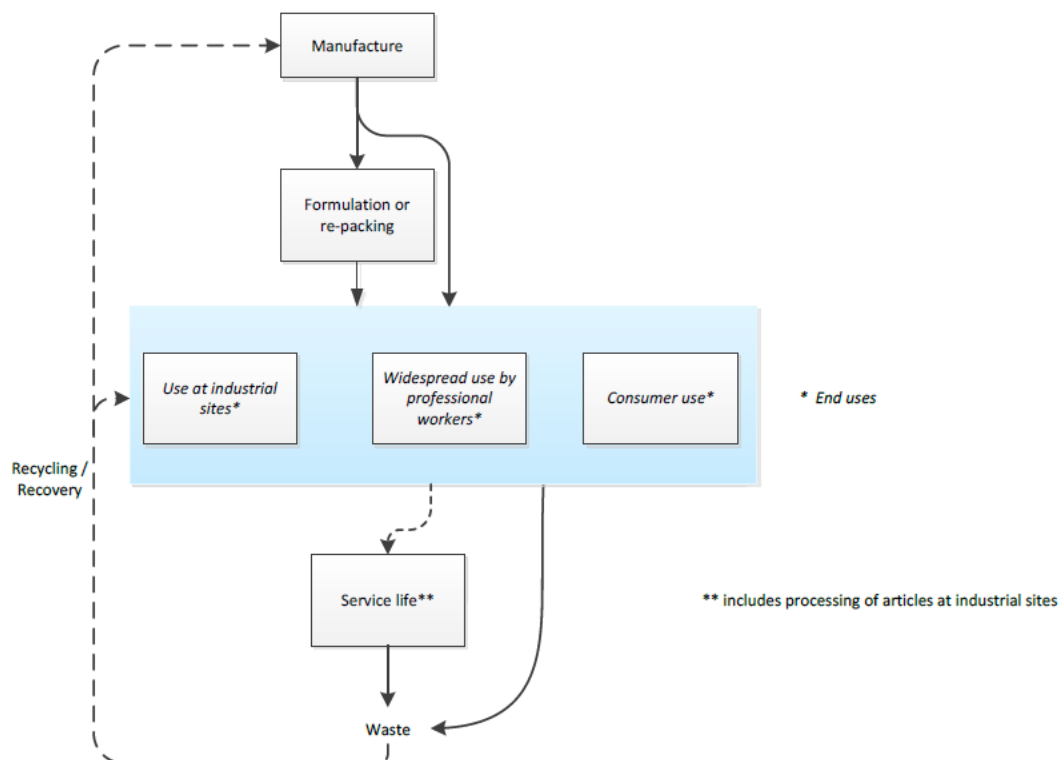 Manufacture
Formulation or
re-packing
Use at industrial
sites*
Widespread use by
professional
workers*
Consumer use*
* End uses
Recycling /
Recovery
Service life**
** includes processing of articles at industrial sites
Waste